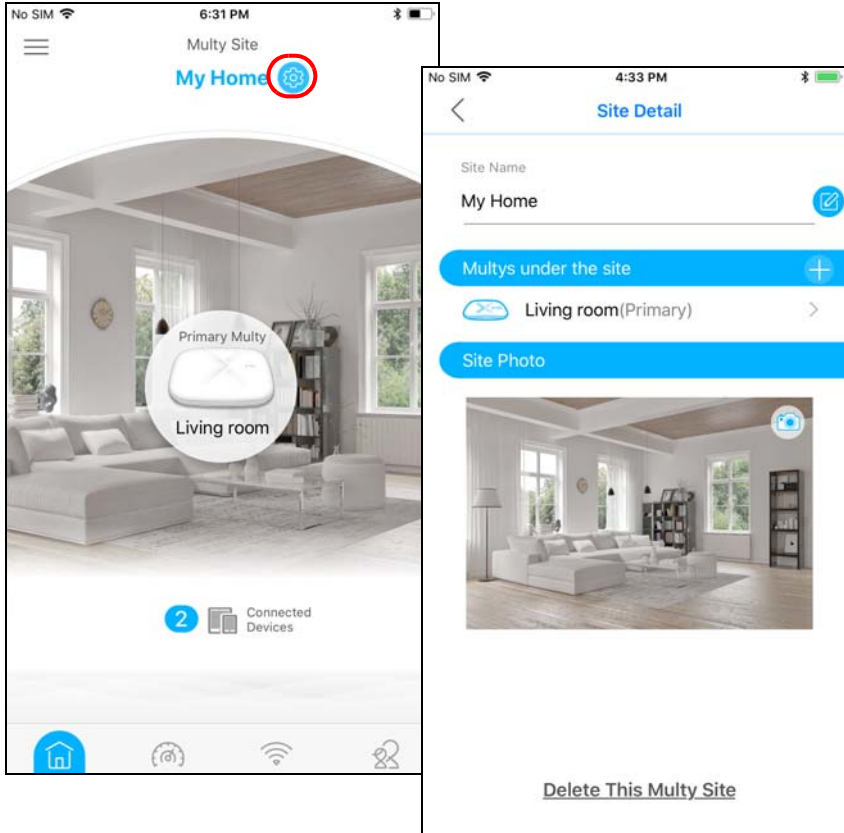 No SIM 6:31 PM
Multy Site
My Home
Primary Multy
Living room
2 Connected
Devices
No SIM 4:33 PM
Site Detail
Site Name
My Home
Multys under the site
Living room(Primary)
Site Photo
Delete This Multy Site